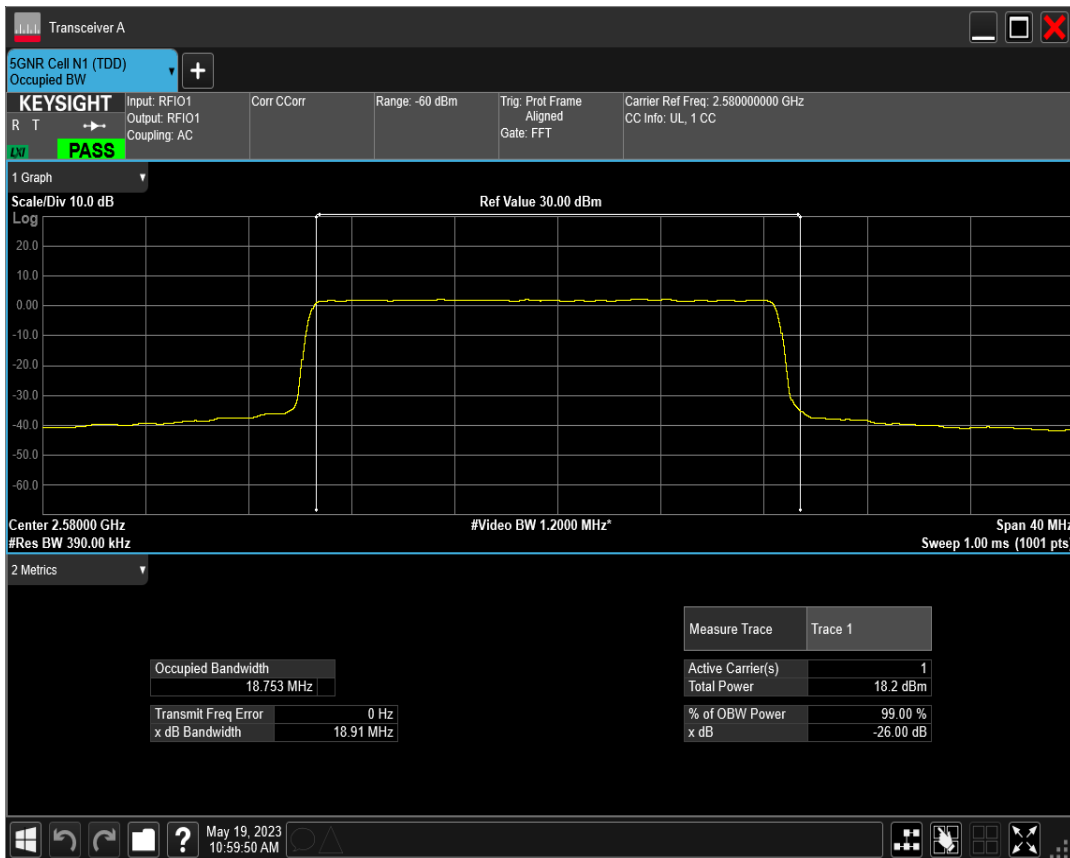 Transceiver A
5GNR Cell N1 (TDD)
Occupied BW
+
KEYSIGHT
R T
LXI
PASS
Input: RFIO1
Output: RFIO1
Coupling: AC
Corr CCorr
Range: -60 dBm
Trig: Prot Frame
Aligned
Gate: FFT
Carrier Ref Freq: 2.580000000 GHz
CC Info: UL, 1 CC
1 Graph
Scale/Div 10.0 dB
Ref Value 30.00 dBm
Log
20.0
10.0
0.00
-10.0
-20.0
-30.0
-40.0
-50.0
-60.0
Center 2.58000 GHz
#Video BW 1.2000 MHz*
Span 40 MHz
#Res BW 390.00 kHz
Sweep 1.00 ms (1001 pts)
2 Metrics
Measure Trace Trace 1
Occupied Bandwidth
18.753 MHz
Active Carrier(s) 1
Total Power 18.2 dBm
Transmit Freq Error 0 Hz
x dB Bandwidth 18.91 MHz
% of OBW Power 99.00 %
x dB -26.00 dB
?
May 19, 2023
10:59:50 AM